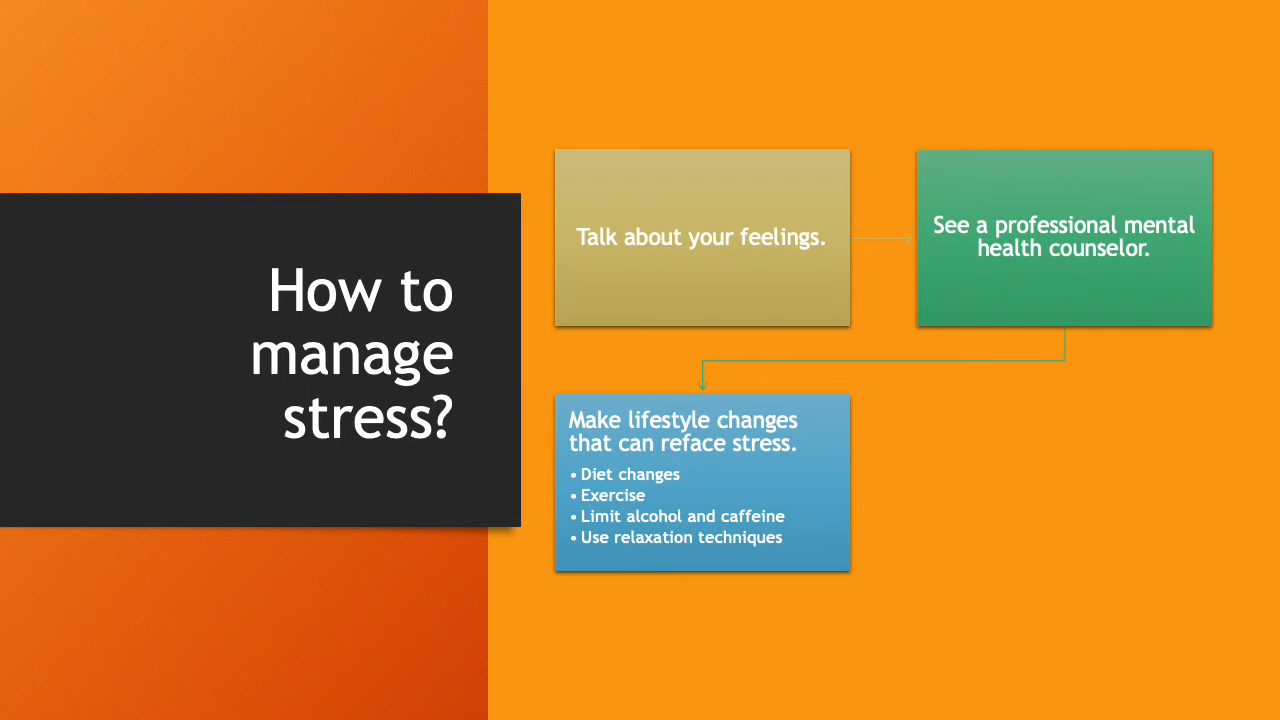 How to
manage
stress?
Talk about your feelings.
See a professional mental
health counselor.
Make lifestyle changes
that can reface stress.
• Diet changes
• Exercise
• Limit alcohol and caffeine
• Use relaxation techniques